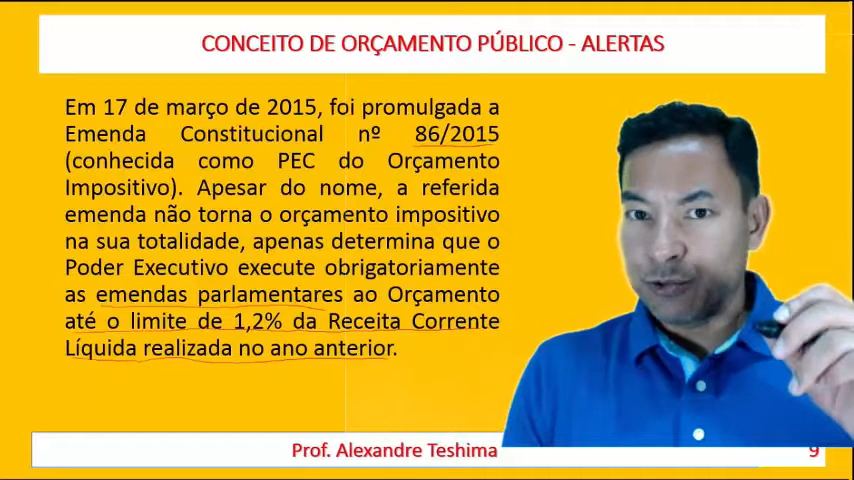 CONCEITO DE ORÇAMENTO PÚBLICO - ALERTAS
Em 17 de março de 2015, foi promulgada a
Emenda Constitucional nº 86/2015
(conhecida como PEC do Orçamento
Impositivo). Apesar do nome, a referida
emenda não torna o orçamento impositivo
na sua totalidade, apenas determina que o
Poder Executivo execute obrigatoriamente
as emendas parlamentares ao Orçamento
até o limite de 1,2% da Receita Corrente
Líquida realizada no ano anterior.
Prof. Alexandre Teshima
9